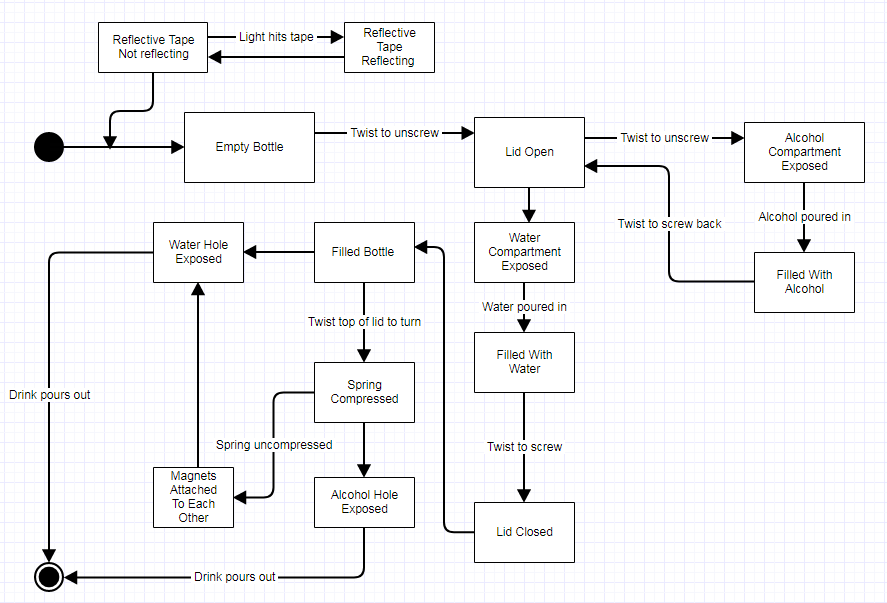 Reflective Tape
Not reflecting
Light hits tape
Reflective
Tape
Reflecting
Empty Bottle
Twist to unscrew
Lid Open
Twist to unscrew
Alcohol
Compartment
Exposed
Twist to screw back
Alcohol poured in
Water Hole
Exposed
Filled Bottle
Water
Compartment
Exposed
Filled With
Alcohol
Water poured in
Twist top of lid to turn
Filled With
Water
Drink pours out
Spring
Compressed
Spring uncompressed
Twist to screw
Magnets
Attached
To Each
Other
Alcohol Hole
Exposed
Lid Closed
Drink pours out